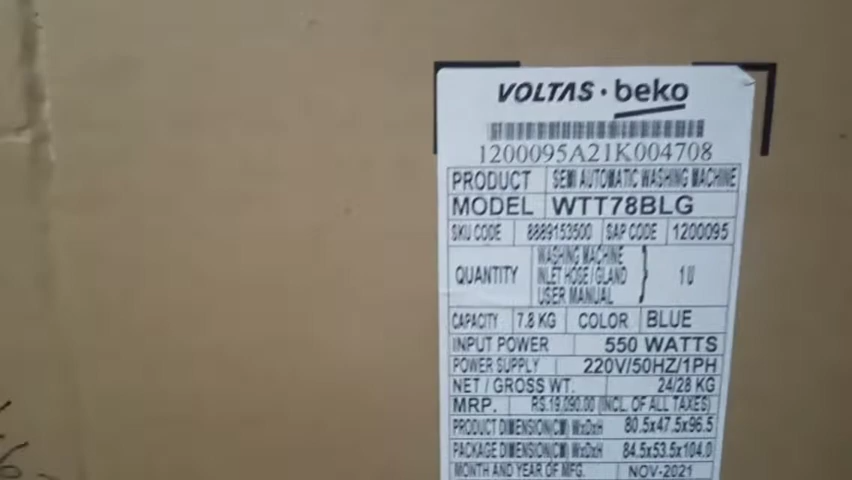 VOLTAS · beko
1200095A21K004708
PRODUCT SEMI AUTOMATIC WASHING MACHINE
MODEL WTT78BLG
SKU CODE 8889153500 SAP CODE 1200095
QUANTITY WASHING MACHINE
INLET HOSE / GLAND
USER MANUAL
1U
CAPACITY 7.8 KG COLOR BLUE
INPUT POWER 550 WATTS
POWER SUPPLY 220V/50HZ/1PH
NET / GROSS WT. 24/28 KG
MRP. RS.19,090.00 (INCL. OF ALL TAXES)
PRODUCT DIMENSION(CM) WxDxH 80.5x47.5x96.5
PACKAGE DIMENSION(CM) WxDxH 84.5x53.5x104.0
MONTH AND YEAR OF MFG. NOV-2021